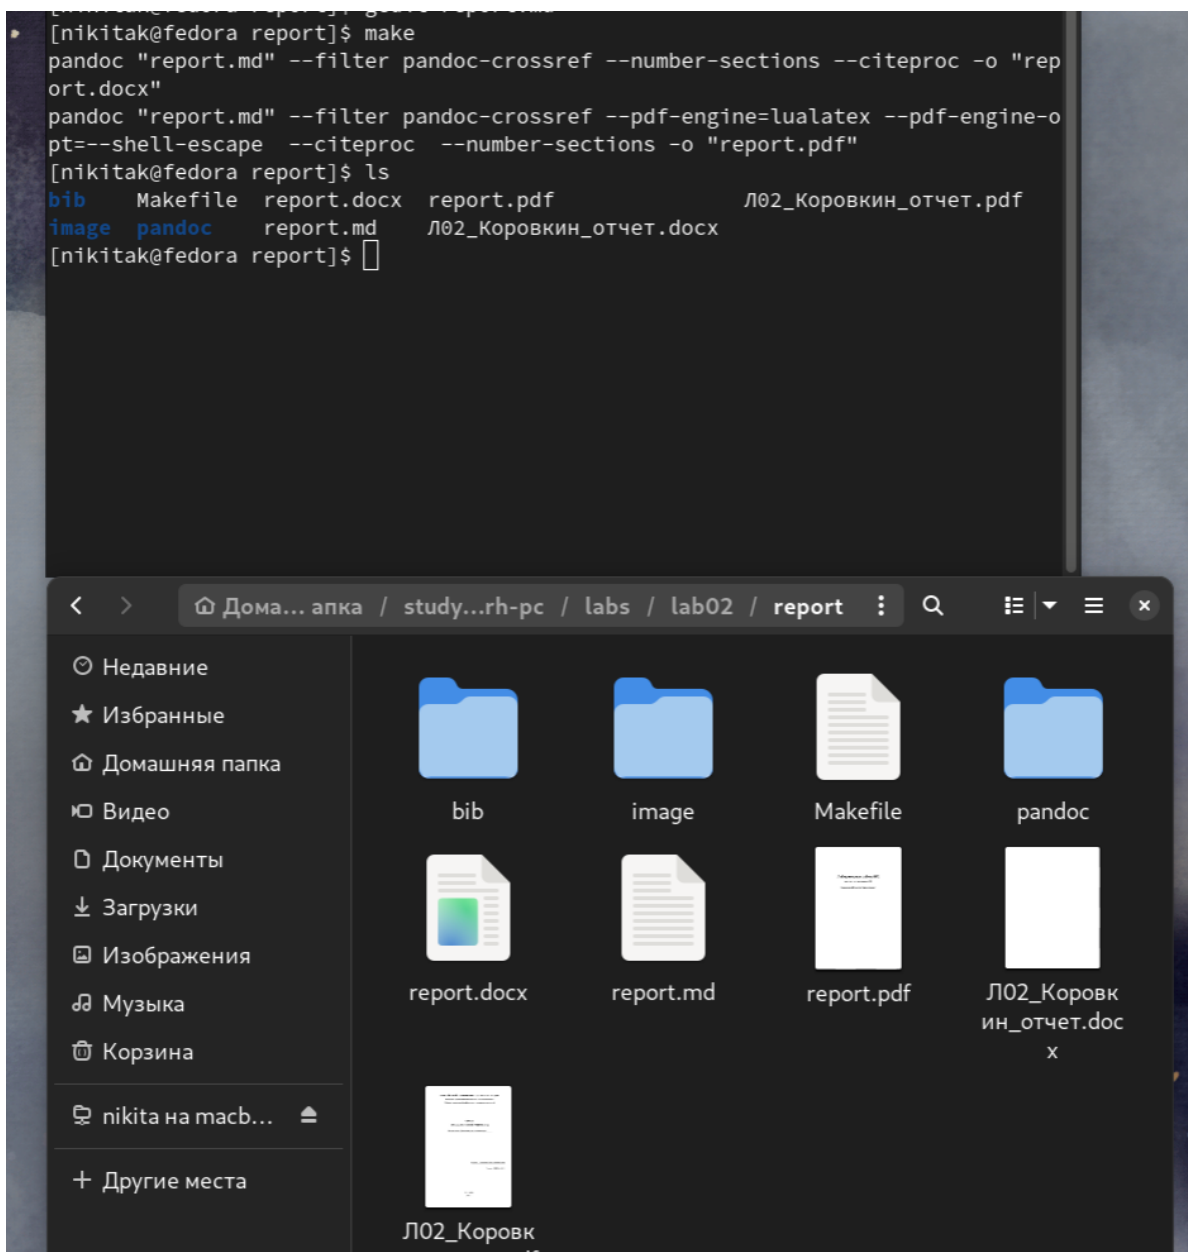 [nikitak@fedora report]$ make
pandoc "report.md" --filter pandoc-crossref --number-sections --citeproc -o "rep
ort.docx"
pandoc "report.md" --filter pandoc-crossref --pdf-engine=lualatex --pdf-engine-o
pt=--shell-escape  --citeproc  --number-sections -o "report.pdf"
[nikitak@fedora report]$ ls
bib    Makefile  report.docx  report.pdf               Л02_Коровкин_отчет.pdf
image  pandoc    report.md    Л02_Коровкин_отчет.docx
[nikitak@fedora report]$
Дома... апка / study...rh-pc / labs / lab02 / report
Недавние
Избранные
Домашняя папка
Видео
Документы
Загрузки
Изображения
Музыка
Корзина
nikita на macb...
Другие места
bib
image
Makefile
pandoc
report.docx
report.md
report.pdf
Л02_Коровк
ин_отчет.doc
x
Л02_Коровк